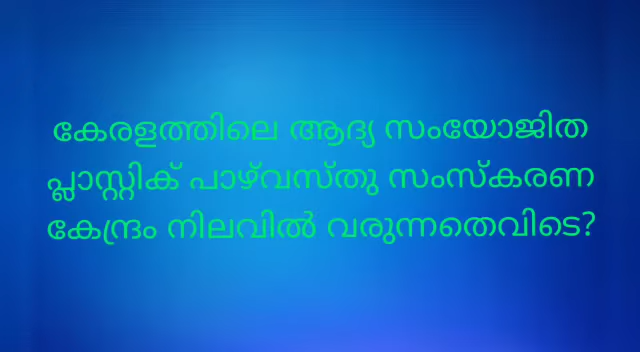 കേരളത്തിലെ ആദ്യ സംയോജിത
പ്ലാസ്റ്റിക് പാഴ്‌വസ്തു സംസ്കരണ
കേന്ദ്രം നിലവിൽ വരുന്നതെവിടെ?